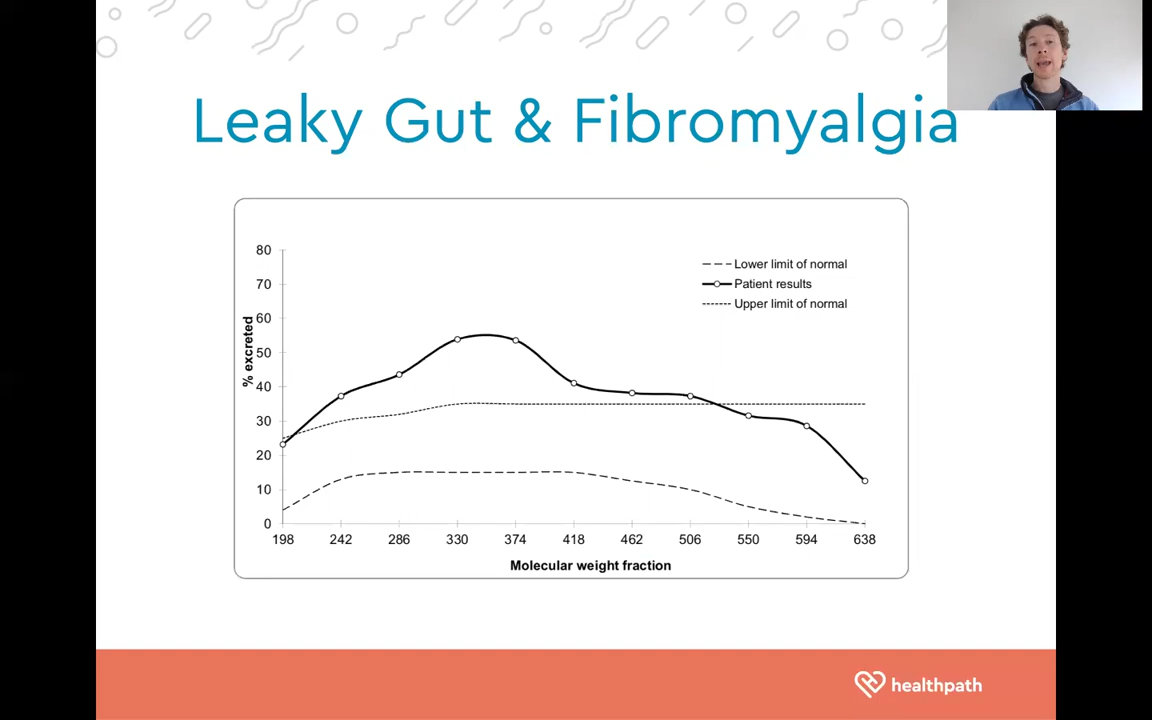 Leaky Gut & Fibromyalgia
80
70
60
50
40
30
20
10
0
% excreted
Lower limit of normal
Patient results
Upper limit of normal
198 242 286 330 374 418 462 506 550 594 638
Molecular weight fraction
healthpath